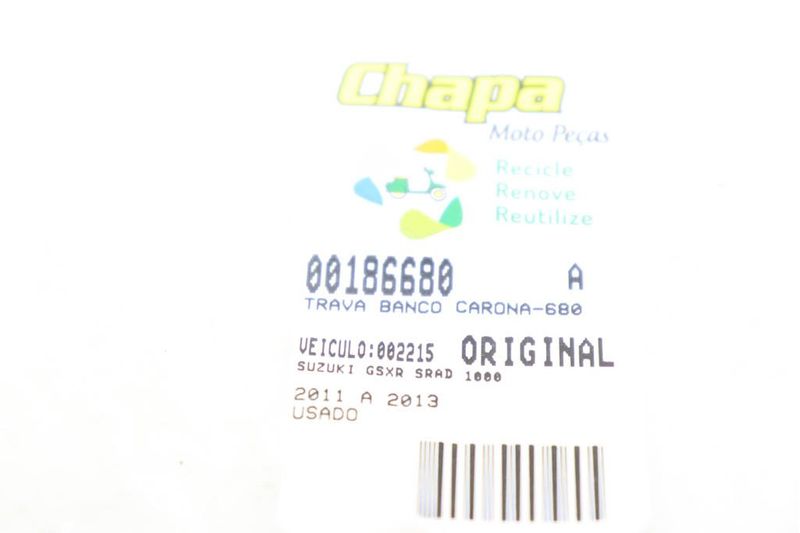 Chapa
Moto Peças
Recicle
Renove
Reutilize
00186680 A
TRAVA BANCO CARONA-680
VEICULO:002215 ORIGINAL
SUZUKI GSXR SRAD 1000
2011 A 2013
USADO